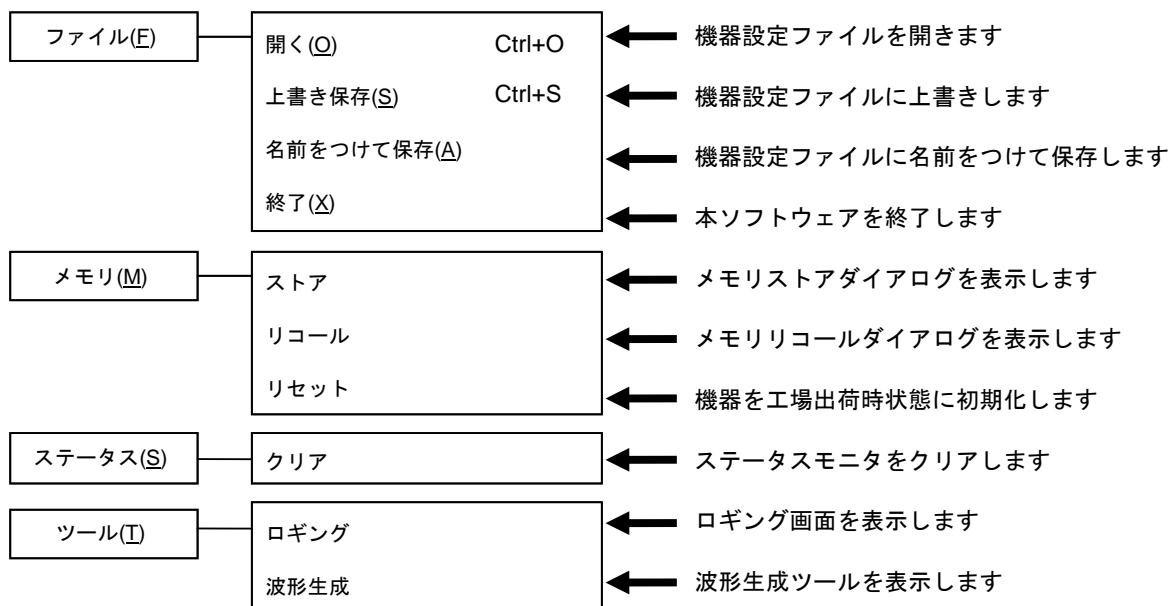 ファイル(F)
開く(O) Ctrl+O 機器設定ファイルを開きます
上書き保存(S) Ctrl+S 機器設定ファイルに上書きします
名前をつけて保存(A) 機器設定ファイルに名前をつけて保存します
終了(X) 本ソフトウェアを終了します
メモリ(M)
ストア メモリストアダイアログを表示します
リコール メモリリコールダイアログを表示します
リセット 機器を工場出荷時状態に初期化します
ステータス(S)
クリア ステータスモニタをクリアします
ツール(T)
ロギング ロギング画面を表示します
波形生成 波形生成ツールを表示します